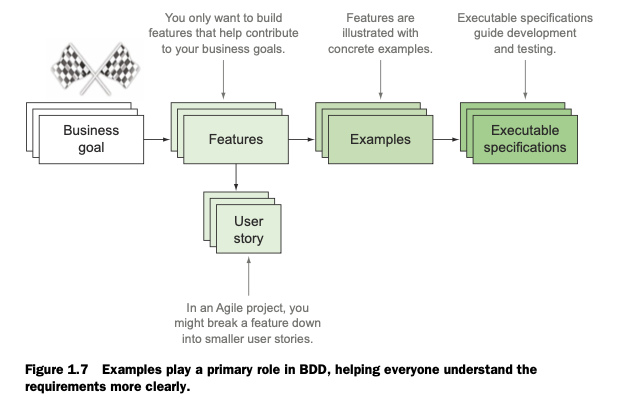 You only want to build
features that help contribute
to your business goals.
Features are
illustrated with
concrete examples.
Executable specifications
guide development
and testing.
Business
goal
Features
Examples
Executable
specifications
User
story
In an Agile project, you
might break a feature down
into smaller user stories.
Figure 1.7 Examples play a primary role in BDD, helping everyone understand the
requirements more clearly.